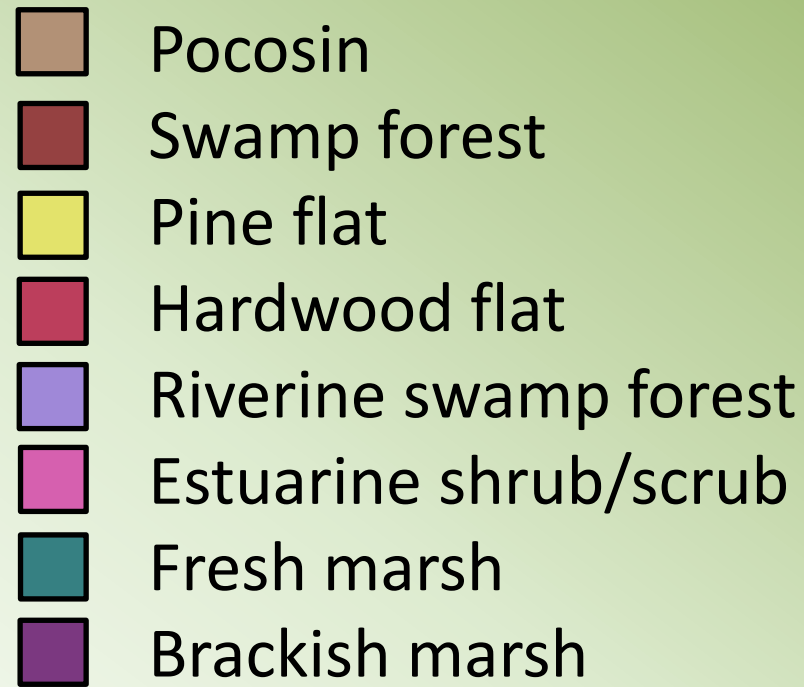 Pocosin
Swamp forest
Pine flat
Hardwood flat
Riverine swamp forest
Estuarine shrub/scrub
Fresh marsh
Brackish marsh